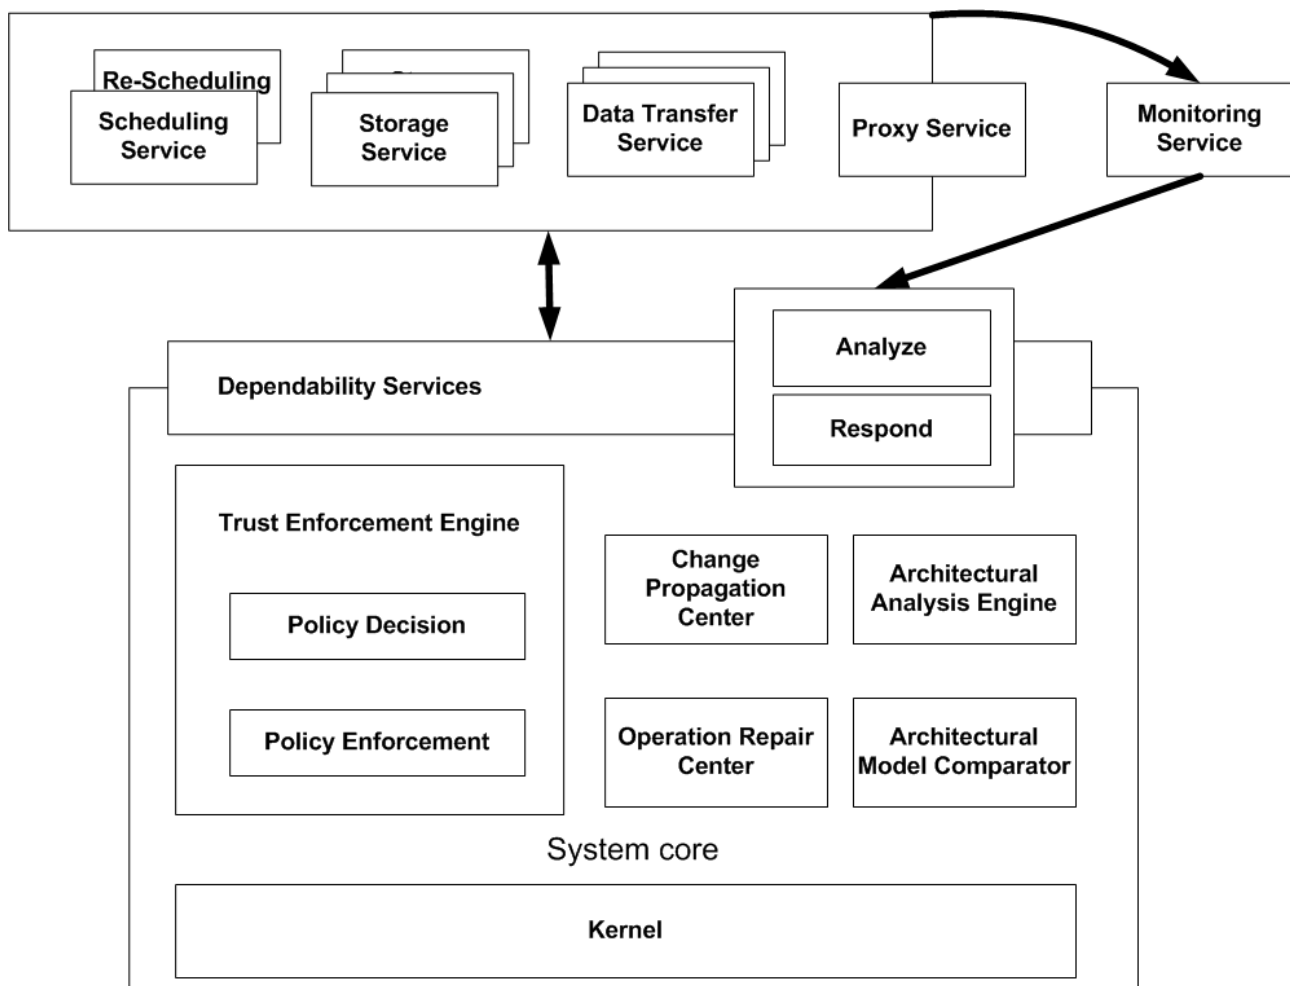 Re-Scheduling
Scheduling
Service
Storage
Service
Data Transfer
Service
Proxy Service
Monitoring
Service
Analyze
Respond
Dependability Services
Trust Enforcement Engine
Policy Decision
Policy Enforcement
Change
Propagation
Center
Architectural
Analysis Engine
Operation Repair
Center
Architectural
Model Comparator
System core
Kernel